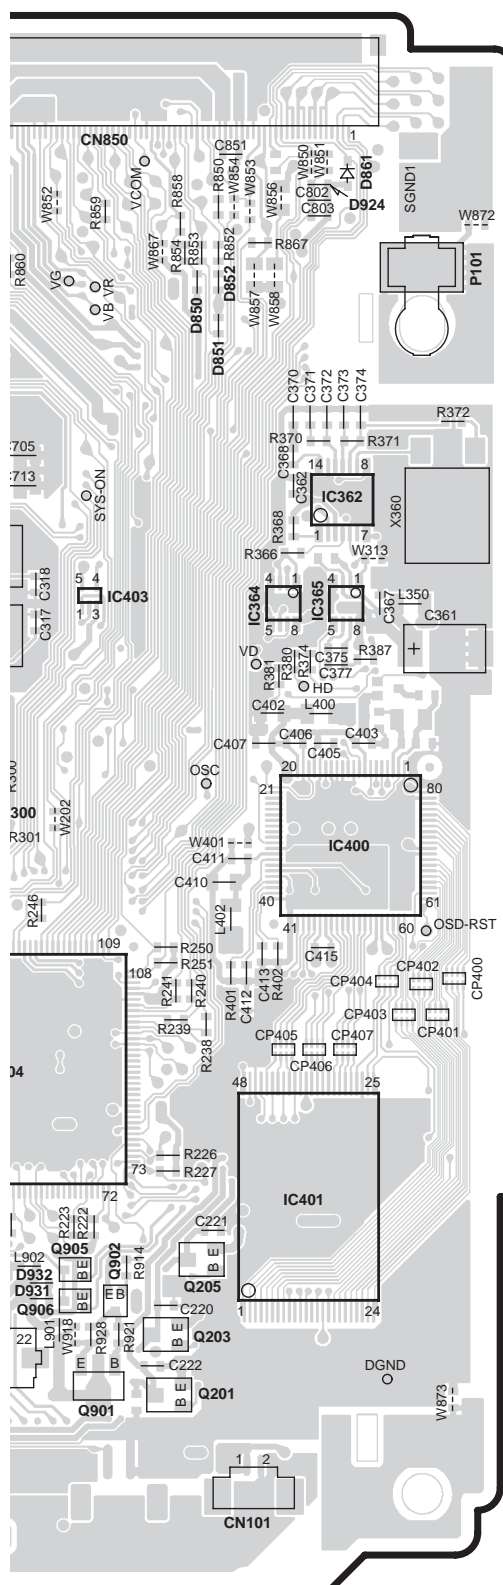 CN850
1
C851
W850
W851
D861
C802
C803
D924
SGND1
W872
P101
VCOM
R858
R850
W854
W853
W856
W852
R859
W867
R854
R853
R852
R867
R860
VG
VR
VB
D850
D852
D851
W857
W858
C370
C371
C372
C373
C374
R372
R370
R371
C368
C362
14
8
IC362
1
7
X360
R368
R366
W313
C705
C713
SYS-ON
C318
C317
5 4
IC403
1 3
IC364
4 1
5 8
IC365
4 1
5 8
C367
L350
C361
+
VD
R381
R380
R374
C375
C377
R387
HD
C402
L400
C407
C406
C405
C403
OSC
20
1
21
80
IC400
40
61
41
60
R300
300
R301
W202
W401
C411
C410
L402
OSD-RST
R246
109
R250
R251
108
R241
R240
R239
R238
R401
C412
C413
R402
C415
CP404
CP402
CP400
CP403
CP401
CP405
CP406
CP407
04
48
25
IC401
1
24
73
72
R226
R227
R223
R222
C221
L902
Q905
D932
D931
Q906
B E
B E
Q902
E B
R914
B E
Q205
C220
22
L901
W918
R928
R921
B E
Q203
E B
Q901
C222
B E
Q201
DGND
W873
1 2
CN101